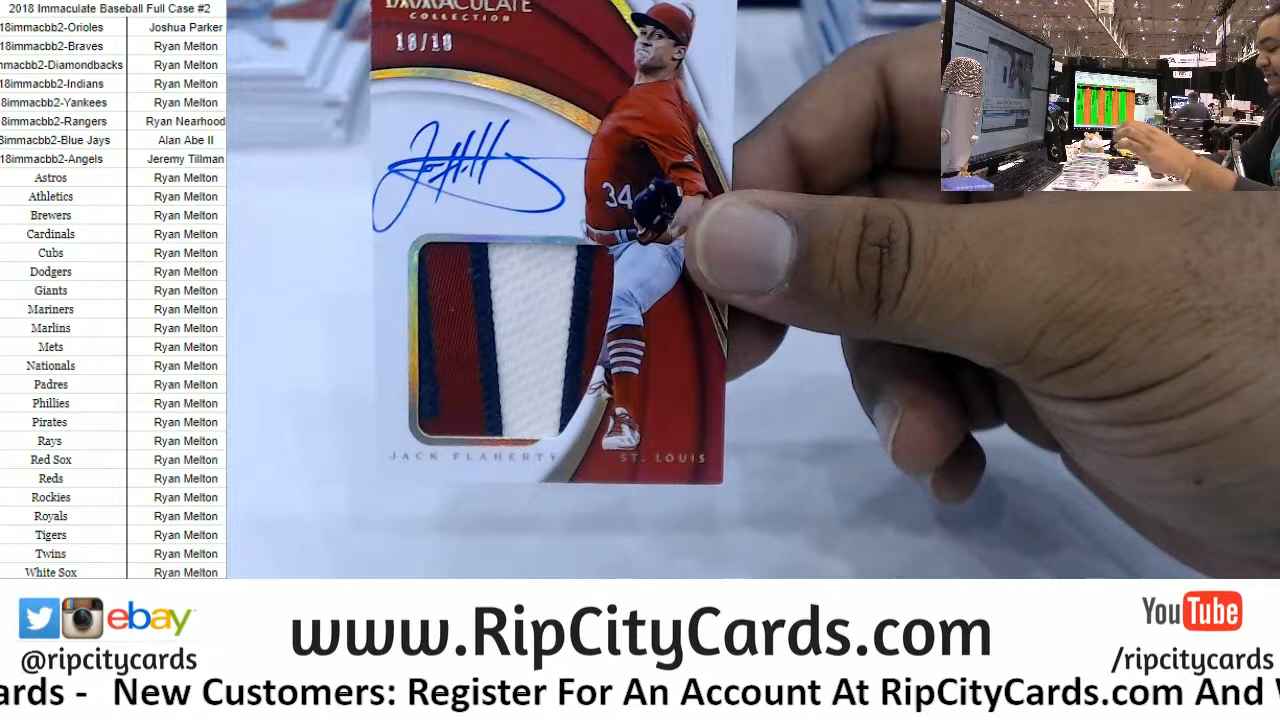 2018 Immaculate Baseball Full Case #2
18immacbb2-Orioles Joshua Parker
18immacbb2-Braves Ryan Melton
mmacbb2-Diamondbacks Ryan Melton
18immacbb2-Indians Ryan Melton
8immacbb2-Yankees Ryan Melton
8immacbb2-Rangers Ryan Nearhood
8immacbb2-Blue Jays Alan Abe II
18immacbb2-Angels Jeremy Tillman
Astros Ryan Melton
Athletics Ryan Melton
Brewers Ryan Melton
Cardinals Ryan Melton
Cubs Ryan Melton
Dodgers Ryan Melton
Giants Ryan Melton
Mariners Ryan Melton
Marlins Ryan Melton
Mets Ryan Melton
Nationals Ryan Melton
Padres Ryan Melton
Phillies Ryan Melton
Pirates Ryan Melton
Rays Ryan Melton
Red Sox Ryan Melton
Reds Ryan Melton
Rockies Ryan Melton
Royals Ryan Melton
Tigers Ryan Melton
Twins Ryan Melton
White Sox Ryan Melton
IMMACULATE
COLLECTION
10/10
34
JACK FLAHERTY ST. LOUIS
ebay
@ripcitycards
www.RipCityCards.com
YouTube
/ripcitycards
ards - New Customers: Register For An Account At RipCityCards.com And